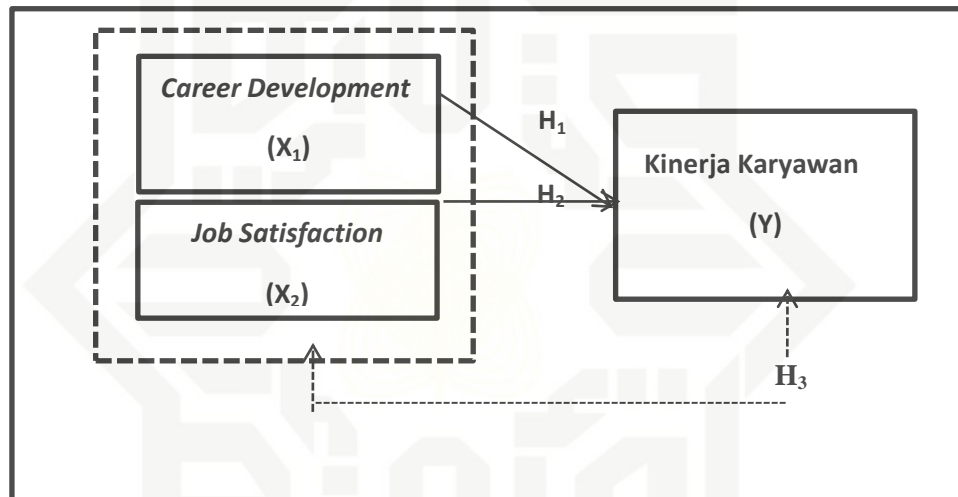 Career Development
(X₁)
H₁
Kinerja Karyawan
(Y)
H₂
Job Satisfaction
(X₂)
H₃